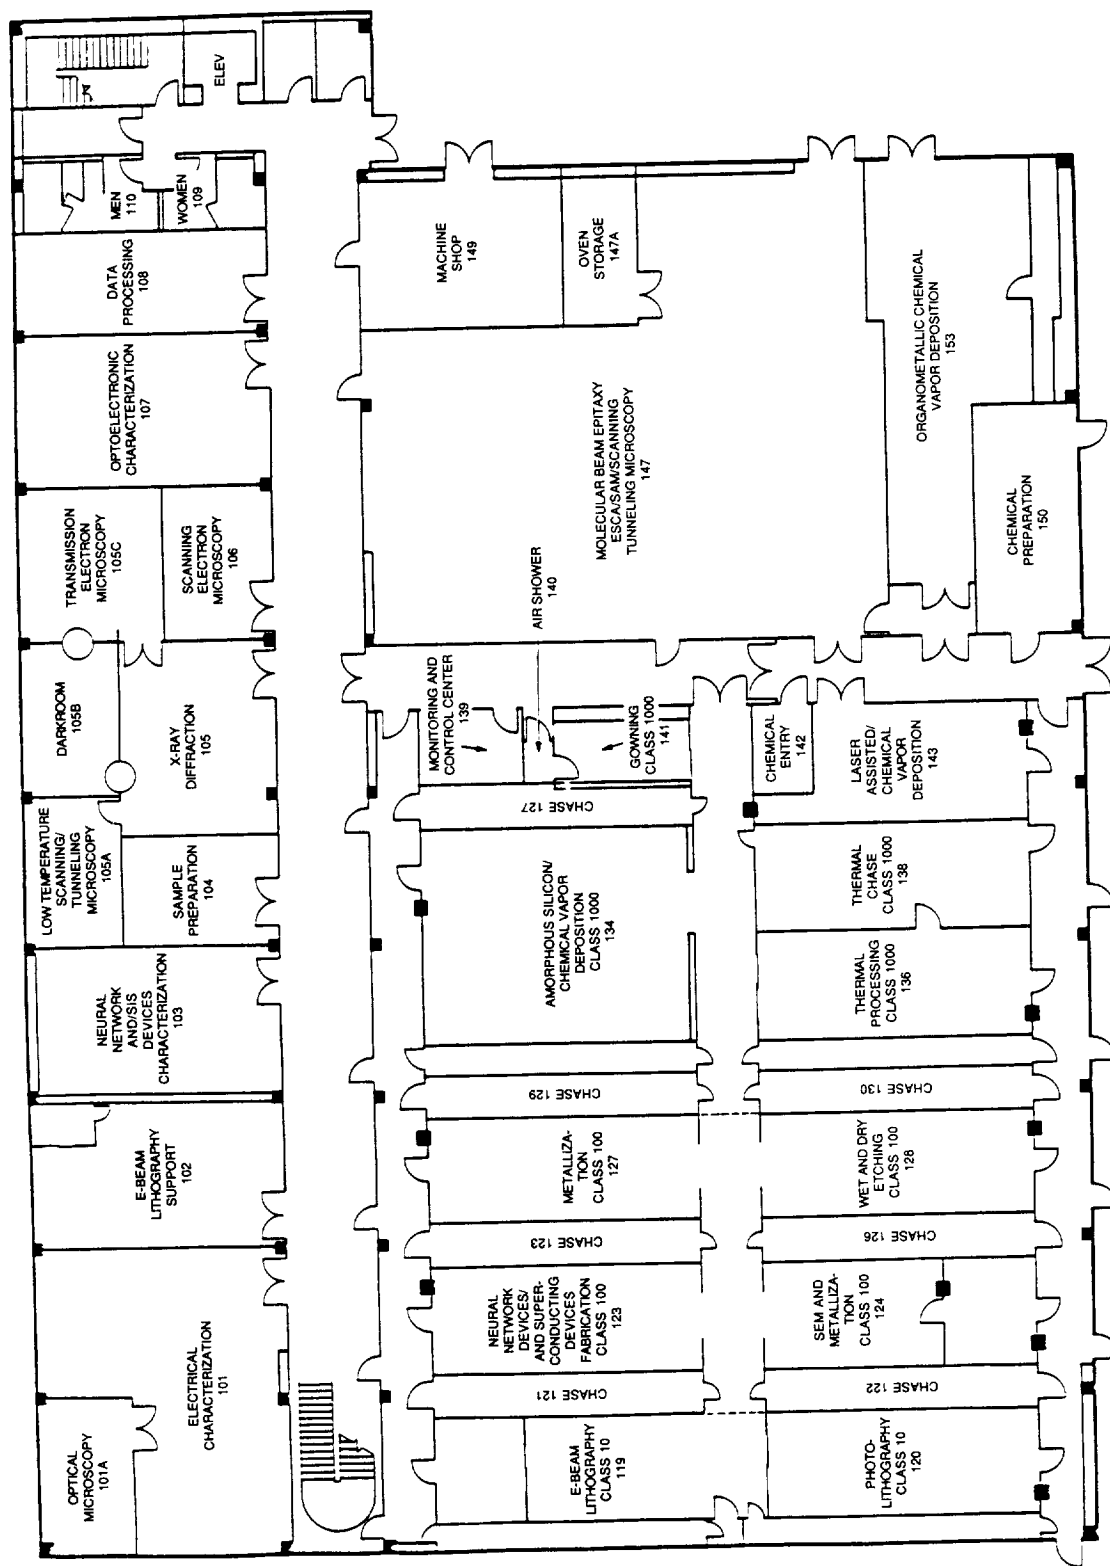 OPTICAL
MICROSCOPY
101A
ELECTRICAL
CHARACTERIZATION
101
E-BEAM
LITHOGRAPHY
SUPPORT
102
NEURAL
NETWORK
AND/SIS
DEVICES
CHARACTERIZATION
103
LOW TEMPERATURE
SCANNING/
TUNNELING
MICROSCOPY
105A
SAMPLE
PREPARATION
104
DARKROOM
105B
X-RAY
DIFFRACTION
105
TRANSMISSION
ELECTRON
MICROSCOPY
105C
SCANNING
ELECTRON
MICROSCOPY
106
OPTOELECTRONIC
CHARACTERIZATION
107
DATA
PROCESSING
108
MEN
110
WOMEN
109
ELEV
E-BEAM
LITHOGRAPHY
CLASS 10
119
CHASE 121
NEURAL
NETWORK
DEVICES/
AND SUPER-
CONDUCTING
DEVICES
FABRICATION
CLASS 100
123
CHASE 123
METALLIZA-
TION
CLASS 100
127
CHASE 129
AMORPHOUS SILICON/
CHEMICAL VAPOR
DEPOSITION
CLASS 1000
134
CHASE 127
MONITORING AND
CONTROL CENTER
139
AIR SHOWER
140
GOWNING
CLASS 1000
141
MACHINE
SHOP
149
OVEN
STORAGE
147A
MOLECULAR BEAM EPITAXY
ESCA/SAM/SCANNING
TUNNELING MICROSCOPY
147
PHOTO-
LITHOGRAPHY
CLASS 10
120
CHASE 122
SEM AND
METALLIZA-
TION
CLASS 100
124
CHASE 126
WET AND DRY
ETCHING
CLASS 100
128
CHASE 130
THERMAL
PROCESSING
CLASS 1000
136
THERMAL
CHASE
CLASS 1000
138
CHEMICAL
ENTRY
142
LASER
ASSISTED/
CHEMICAL
VAPOR
DEPOSITION
143
ORGANOMETALLIC CHEMICAL
VAPOR DEPOSITION
153
CHEMICAL
PREPARATION
150